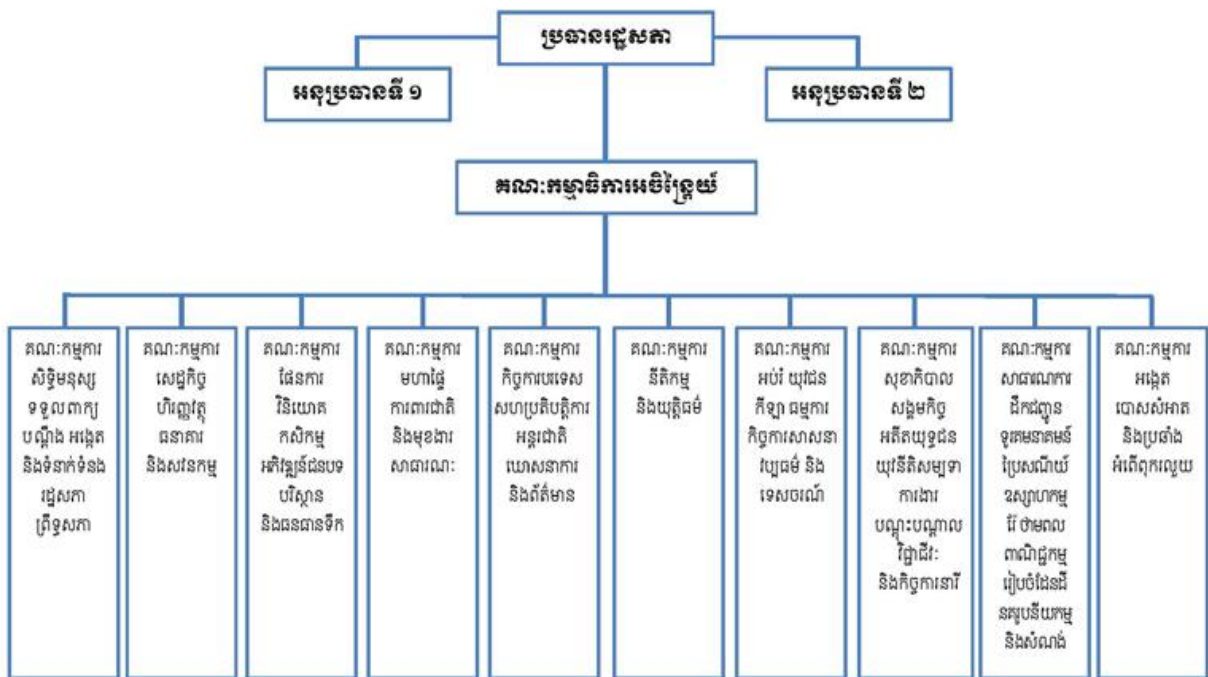 ប្រធានរដ្ឋសភា
អនុប្រធានទី ១
អនុប្រធានទី ២
គណៈកម្មាធិការអចិន្ត្រៃយ៍
គណៈកម្មការ
សិទ្ធិមនុស្ស
ទទួលពាក្យ
បណ្តឹង អង្កេត
និងទំនាក់ទំនង
រដ្ឋសភា
ព្រឹទ្ធសភា
គណៈកម្មការ
សេដ្ឋកិច្ច
ហិរញ្ញវត្ថុ
ធនាគារ
និងសវនកម្ម
គណៈកម្មការ
ផែនការ
វិនិយោគ
កសិកម្ម
អភិវឌ្ឍន៍ជនបទ
បរិស្ថាន
និងធនធានទឹក
គណៈកម្មការ
មហាផ្ទៃ
ការពារជាតិ
និងមុខងារ
សាធារណៈ
គណៈកម្មការ
កិច្ចការបរទេស
សហប្រតិបត្តិការ
អន្តរជាតិ
ឃោសនាការ
និងព័ត៌មាន
គណៈកម្មការ
នីតិកម្ម
និងយុត្តិធម៌
គណៈកម្មការ
អប់រំ យុវជន
កីឡា ធម្មការ
កិច្ចការសាសនា
វប្បធម៌ និង
ទេសចរណ៍
គណៈកម្មការ
សុខាភិបាល
សង្គមកិច្ច
អតីតយុទ្ធជន
យុវនីតិសម្បទា
ការងារ
បណ្តុះបណ្តាល
វិជ្ជាជីវៈ
និងកិច្ចការនារី
គណៈកម្មការ
សាធារណការ
ដឹកជញ្ជូន
ទូរគមនាគមន៍
ប្រៃសណីយ៍
ឧស្សាហកម្ម
រ៉ែ ថាមពល
ពាណិជ្ជកម្ម
រៀបចំដែនដី
នគរូបនីយកម្ម
និងសំណង់
គណៈកម្មការ
អង្កេត
បោសសំអាត
និងប្រឆាំង
អំពើពុករលួយ